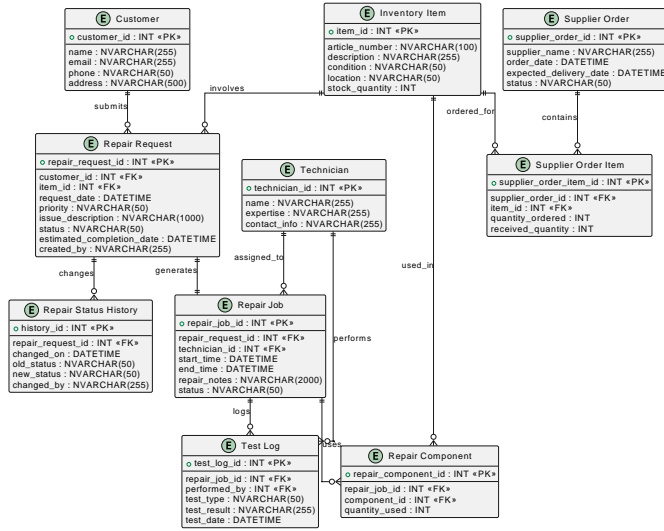 E Customer
customer_id : INT «PK»
name : NVARCHAR(255)
email : NVARCHAR(255)
phone : NVARCHAR(50)
address : NVARCHAR(500)
E Inventory Item
item_id : INT «PK»
article_number : NVARCHAR(100)
description : NVARCHAR(255)
condition : NVARCHAR(50)
location : NVARCHAR(50)
stock_quantity : INT
E Supplier Order
supplier_order_id : INT «PK»
supplier_name : NVARCHAR(255)
order_date : DATETIME
expected_delivery_date : DATETIME
status : NVARCHAR(50)
submits
involves
ordered_for
contains
E Repair Request
repair_request_id : INT «PK»
customer_id : INT «FK»
item_id : INT «FK»
request_date : DATETIME
priority : NVARCHAR(50)
issue_description : NVARCHAR(1000)
status : NVARCHAR(50)
estimated_completion_date : DATETIME
created_by : NVARCHAR(255)
E Technician
technician_id : INT «PK»
name : NVARCHAR(255)
expertise : NVARCHAR(255)
contact_info : NVARCHAR(255)
E Supplier Order Item
supplier_order_item_id : INT «PK»
supplier_order_id : INT «FK»
item_id : INT «FK»
quantity_ordered : INT
received_quantity : INT
changes
generates
assigned_to
used_in
E Repair Status History
history_id : INT «PK»
repair_request_id : INT «FK»
changed_on : DATETIME
old_status : NVARCHAR(50)
new_status : NVARCHAR(50)
changed_by : NVARCHAR(255)
E Repair Job
repair_job_id : INT «PK»
repair_request_id : INT «FK»
technician_id : INT «FK»
start_time : DATETIME
end_time : DATETIME
repair_notes : NVARCHAR(2000)
status : NVARCHAR(50)
performs
logs
uses
E Test Log
test_log_id : INT «PK»
repair_job_id : INT «FK»
performed_by : INT «FK»
test_type : NVARCHAR(50)
test_result : NVARCHAR(255)
test_date : DATETIME
E Repair Component
repair_component_id : INT «PK»
repair_job_id : INT «FK»
component_id : INT «FK»
quantity_used : INT